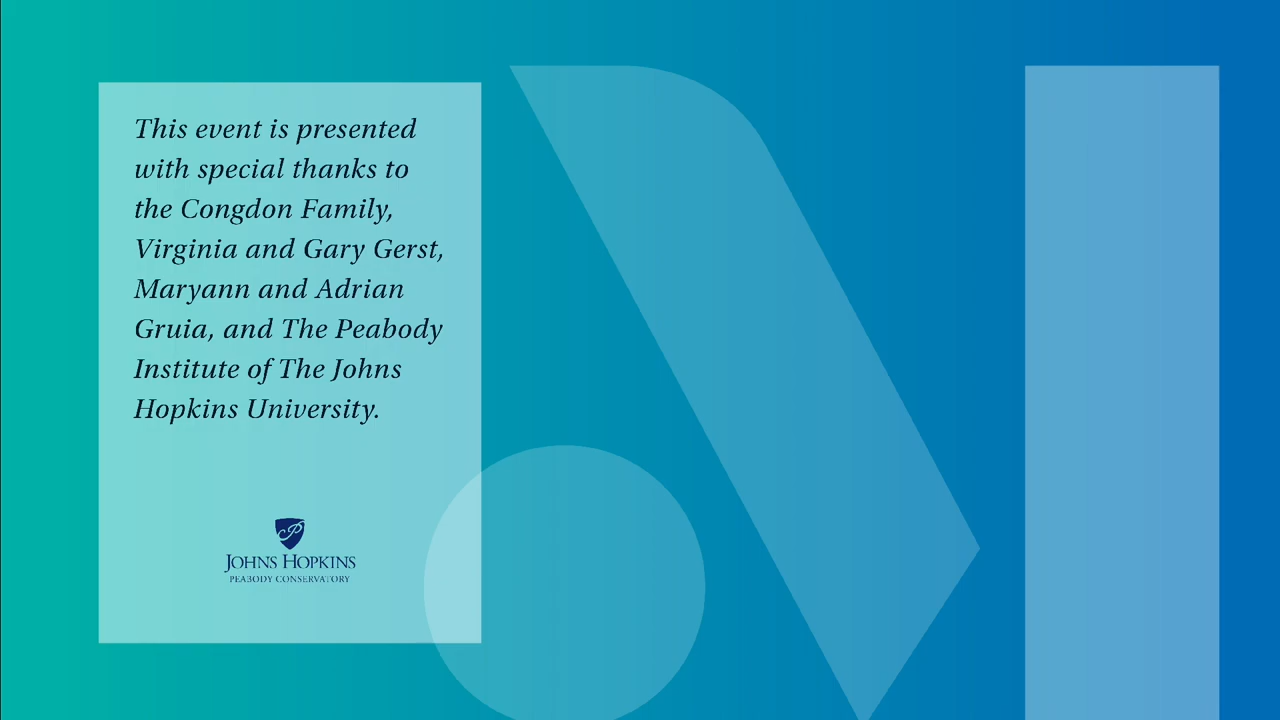 This event is presented
with special thanks to
the Congdon Family,
Virginia and Gary Gerst,
Maryann and Adrian
Gruia, and The Peabody
Institute of The Johns
Hopkins University.
P
JOHNS HOPKINS
PEABODY CONSERVATORY